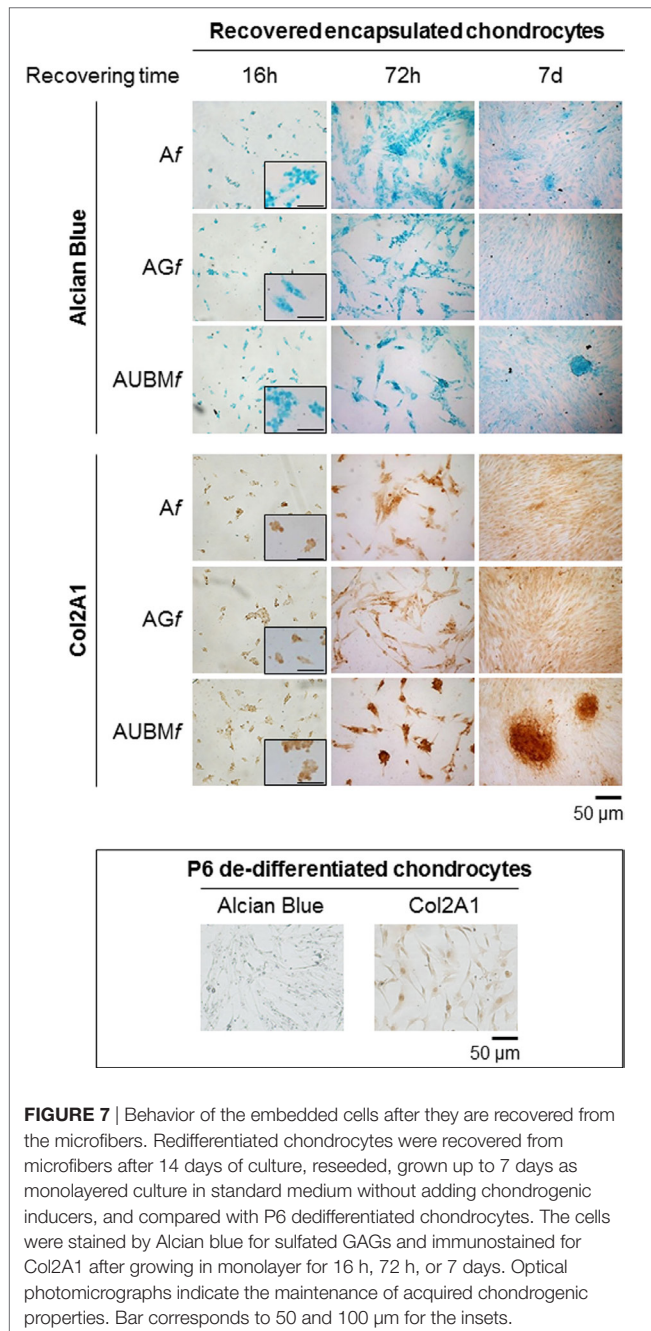 Recovered encapsulated chondrocytes
Recovering time 16h 72h 7d
Alcian Blue
Af
AGf
AUBMf
Col2A1
Af
AGf
AUBMf
50 µm
P6 de-differentiated chondrocytes
Alcian Blue Col2A1
50 µm
FIGURE 7 | Behavior of the embedded cells after they are recovered from
the microfibers. Redifferentiated chondrocytes were recovered from
microfibers after 14 days of culture, reseeded, grown up to 7 days as
monolayered culture in standard medium without adding chondrogenic
inducers, and compared with P6 dedifferentiated chondrocytes. The cells
were stained by Alcian blue for sulfated GAGs and immunostained for
Col2A1 after growing in monolayer for 16 h, 72 h, or 7 days. Optical
photomicrographs indicate the maintenance of acquired chondrogenic
properties. Bar corresponds to 50 and 100 µm for the insets.